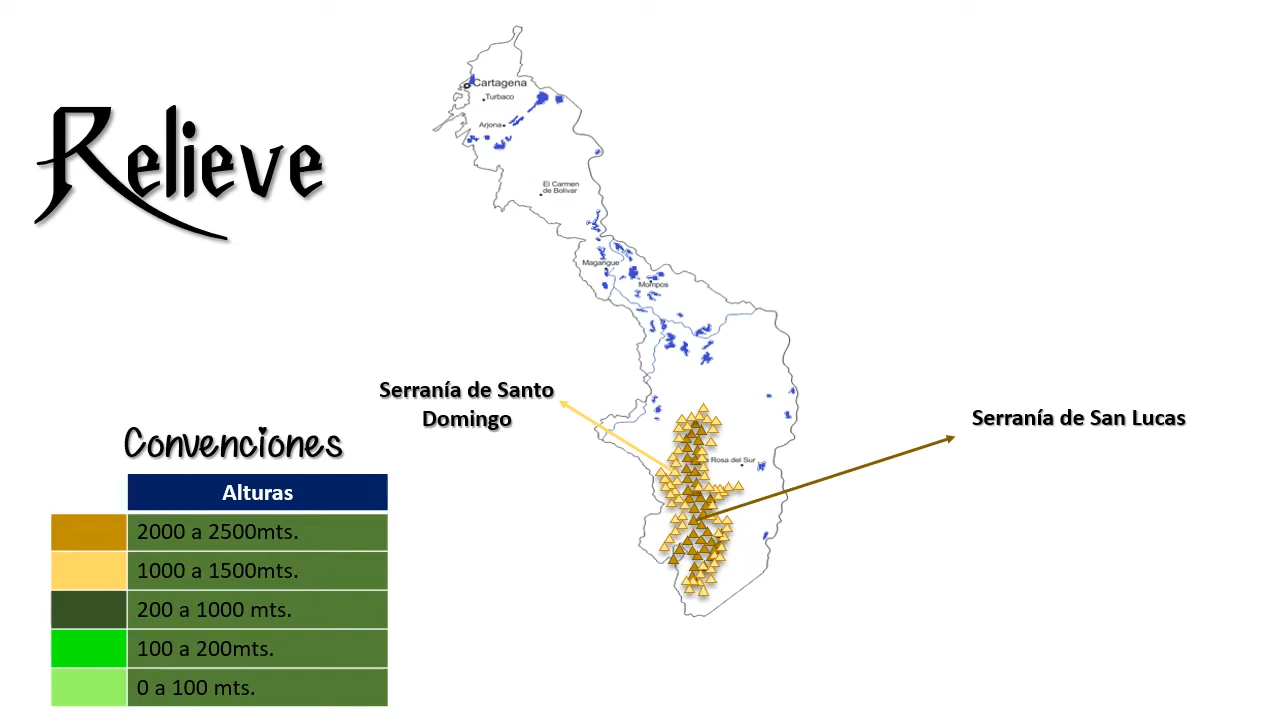 Relieve
Cartagena
Turbaco
Arjona
El Carmen
de Bolívar
Magangue
Mompos
Serranía de Santo
Domingo
Serranía de San Lucas
Rosa del Sur
Convenciones
Alturas
2000 a 2500mts.
1000 a 1500mts.
200 a 1000 mts.
100 a 200mts.
0 a 100 mts.